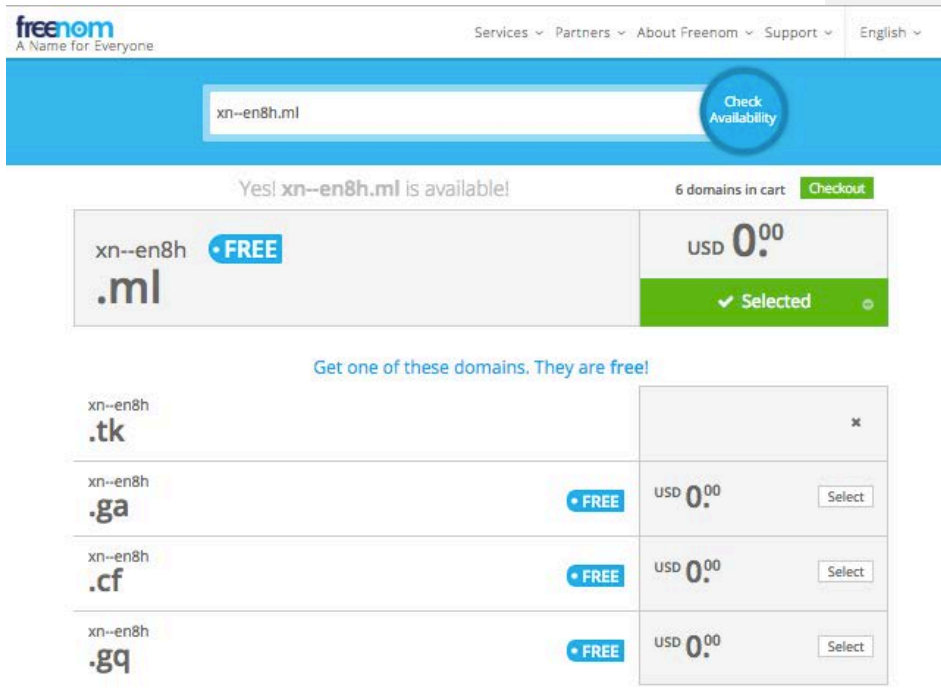 freenom
A Name for Everyone
Services Partners About Freenom Support English
xn--en8h.ml
Check
Availability
Yes! xn--en8h.ml is available!
6 domains in cart Checkout
xn--en8h FREE
.ml
USD 0.00
Selected
Get one of these domains. They are free!
xn--en8h
.tk
xn--en8h
.ga
FREE USD 0.00 Select
xn--en8h
.cf
FREE USD 0.00 Select
xn--en8h
.gq
FREE USD 0.00 Select